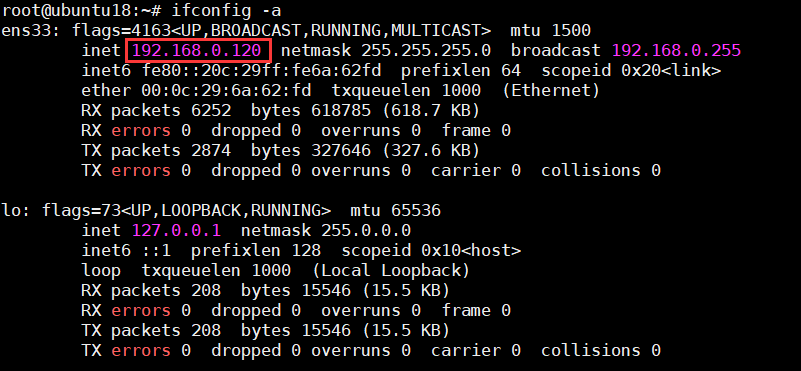 root@ubuntu18:~# ifconfig -a
ens33: flags=4163<UP,BROADCAST,RUNNING,MULTICAST>  mtu 1500
        inet 192.168.0.120  netmask 255.255.255.0  broadcast 192.168.0.255
        inet6 fe80::20c:29ff:fe6a:62fd  prefixlen 64  scopeid 0x20<link>
        ether 00:0c:29:6a:62:fd  txqueuelen 1000  (Ethernet)
        RX packets 6252  bytes 618785 (618.7 KB)
        RX errors 0  dropped 0  overruns 0  frame 0
        TX packets 2874  bytes 327646 (327.6 KB)
        TX errors 0  dropped 0 overruns 0  carrier 0  collisions 0

lo: flags=73<UP,LOOPBACK,RUNNING>  mtu 65536
        inet 127.0.0.1  netmask 255.0.0.0
        inet6 ::1  prefixlen 128  scopeid 0x10<host>
        loop  txqueuelen 1000  (Local Loopback)
        RX packets 208  bytes 15546 (15.5 KB)
        RX errors 0  dropped 0  overruns 0  frame 0
        TX packets 208  bytes 15546 (15.5 KB)
        TX errors 0  dropped 0 overruns 0  carrier 0  collisions 0